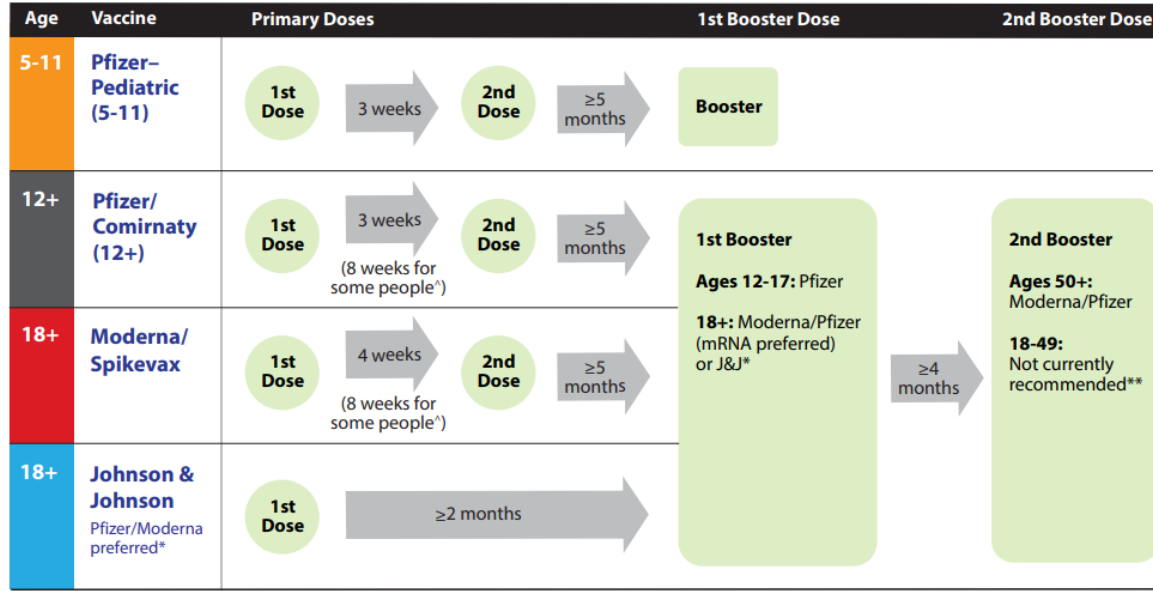 Age Vaccine Primary Doses 1st Booster Dose 2nd Booster Dose
5-11
Pfizer–
Pediatric
(5-11)
1st
Dose
3 weeks
2nd
Dose
≥5
months
Booster
12+
Pfizer/
Comirnaty
(12+)
1st
Dose
3 weeks
(8 weeks for
some people^)
2nd
Dose
≥5
months
18+
Moderna/
Spikevax
1st
Dose
4 weeks
(8 weeks for
some people^)
2nd
Dose
≥5
months
18+
Johnson &
Johnson
Pfizer/Moderna
preferred*
1st
Dose
≥2 months
1st Booster
Ages 12-17: Pfizer
18+: Moderna/Pfizer
(mRNA preferred)
or J&J*
≥4
months
2nd Booster
Ages 50+:
Moderna/Pfizer
18-49:
Not currently
recommended**